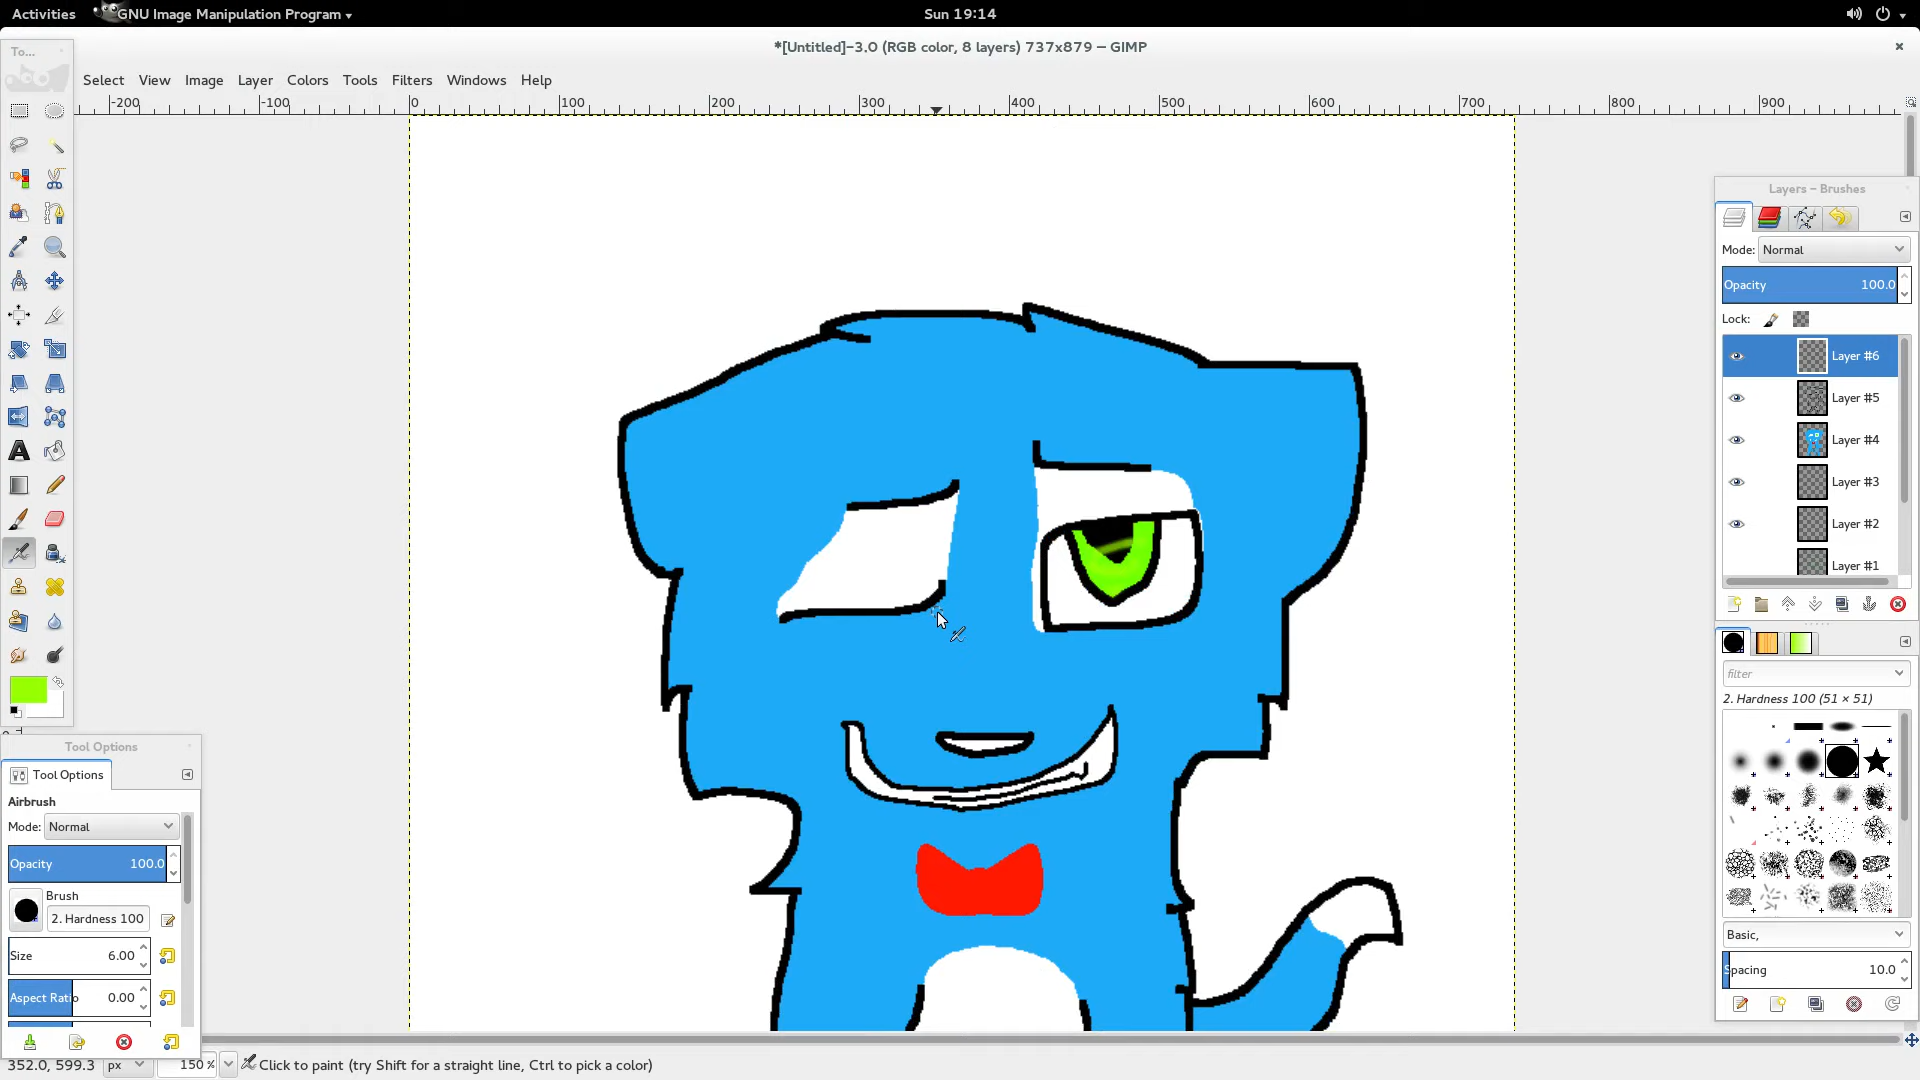 Activities
GNU Image Manipulation Program
Sun 19:14
*[Untitled]-3.0 (RGB color, 8 layers) 737x879 – GIMP
To...
Select View Image Layer Colors Tools Filters Windows Help
-200 -100 0 100 200 300 400 500 600 700 800 900
Layers – Brushes
Mode: Normal
Opacity 100.0
Lock:
Layer #6
Layer #5
Layer #4
Layer #3
Layer #2
Layer #1
filter
2. Hardness 100 (51 × 51)
Basic,
Spacing 10.0
Tool Options
Tool Options
Airbrush
Mode: Normal
Opacity 100.0
Brush
2. Hardness 100
Size 6.00
Aspect Ratio 0.00
352.0, 599.3 px 150 % Click to paint (try Shift for a straight line, Ctrl to pick a color)